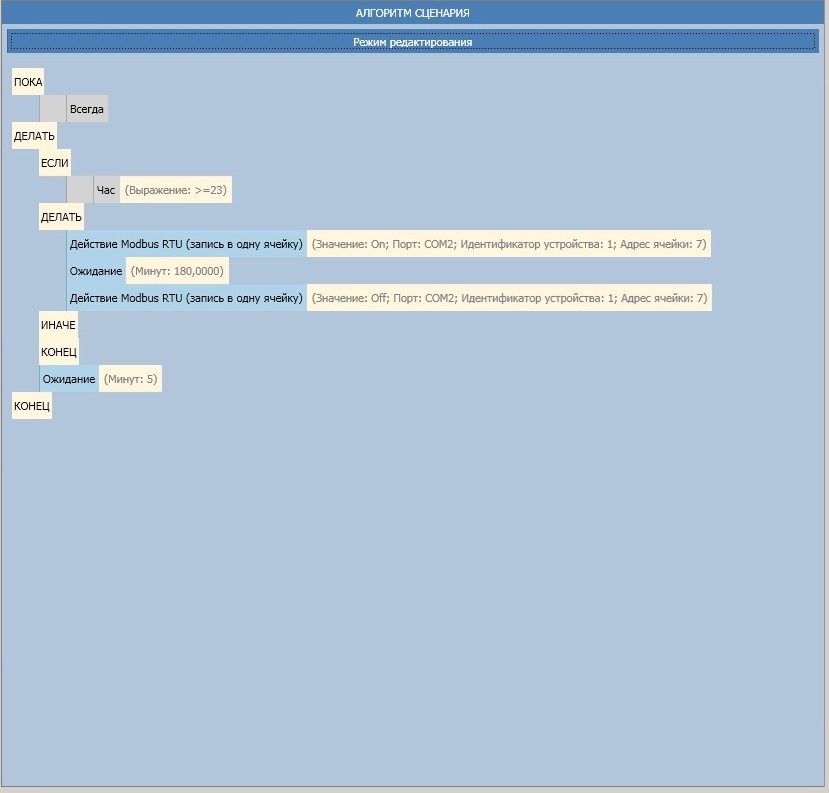 АЛГОРИТМ СЦЕНАРИЯ
Режим редактирования
ПОКА
Всегда
ДЕЛАТЬ
ЕСЛИ
Час (Выражение: >=23)
ДЕЛАТЬ
Действие Modbus RTU (запись в одну ячейку) (Значение: On; Порт: COM2; Идентификатор устройства: 1; Адрес ячейки: 7)
Ожидание (Минут: 180,0000)
Действие Modbus RTU (запись в одну ячейку) (Значение: Off; Порт: COM2; Идентификатор устройства: 1; Адрес ячейки: 7)
ИНАЧЕ
КОНЕЦ
Ожидание (Минут: 5)
КОНЕЦ